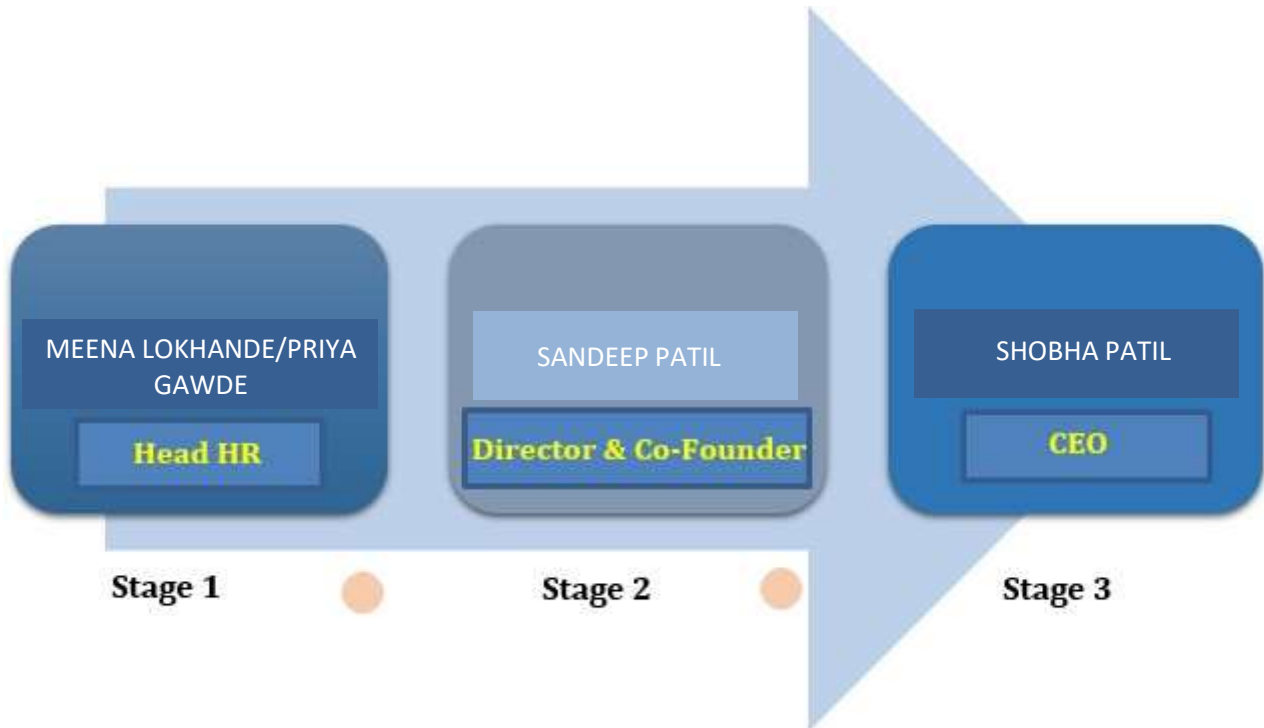 MEENA LOKHANDE/PRIYA
GAWDE
Head HR
SANDEEP PATIL
Director & Co-Founder
SHOBHA PATIL
CEO
Stage 1
Stage 2
Stage 3